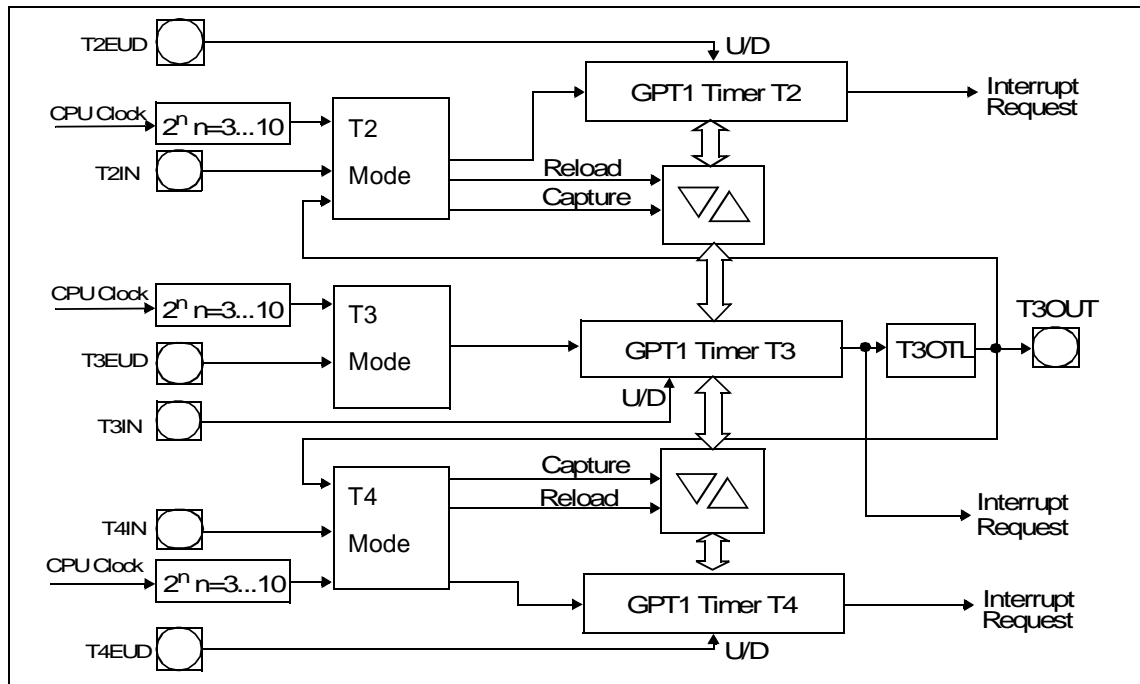 T2EUD
U/D
GPT1 Timer T2
Interrupt
Request
CPU Clock
2ⁿ n=3...10
T2
Mode
T2IN
Reload
Capture
CPU Clock
2ⁿ n=3...10
T3
Mode
T3OUT
GPT1 Timer T3
T3OTL
T3EUD
U/D
T3IN
Capture
T4
Mode
Reload
Interrupt
Request
T4IN
CPU Clock
2ⁿ n=3...10
GPT1 Timer T4
Interrupt
Request
U/D
T4EUD